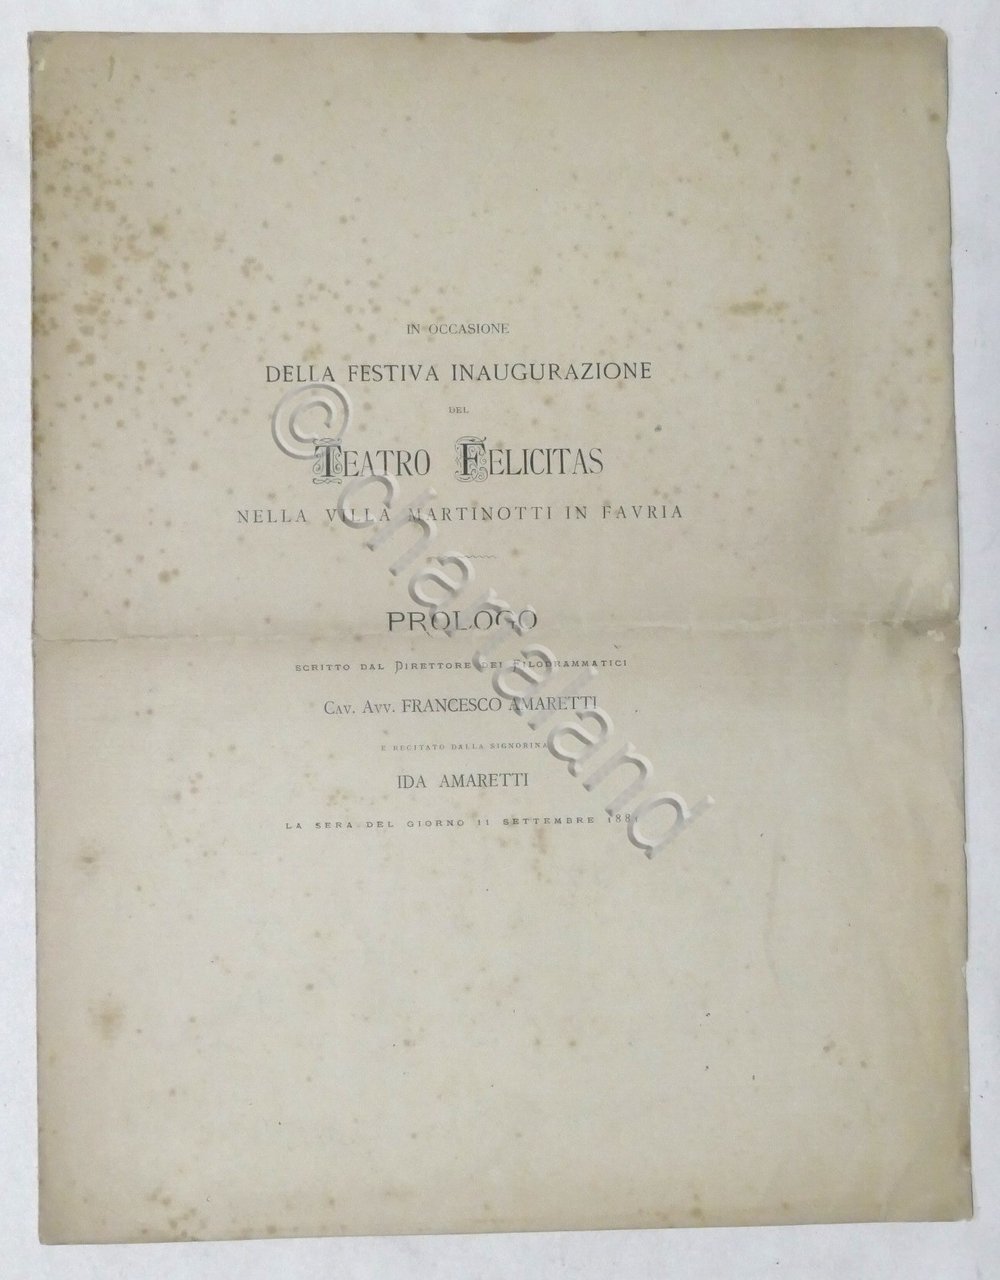 IN OCCASIONE
DELLA FESTIVA INAUGURAZIONE
DEL
TEATRO FELICITAS
NELLA VILLA MARTINOTTI IN FAVRIA
PROLOGO
SCRITTO DAL DIRETTORE DEI FILODRAMMATICI
CAV. AVV. FRANCESCO AMARETTI
E RECITATO DALLA SIGNORINA
IDA AMARETTI
LA SERA DEL GIORNO 11 SETTEMBRE
© chartaland